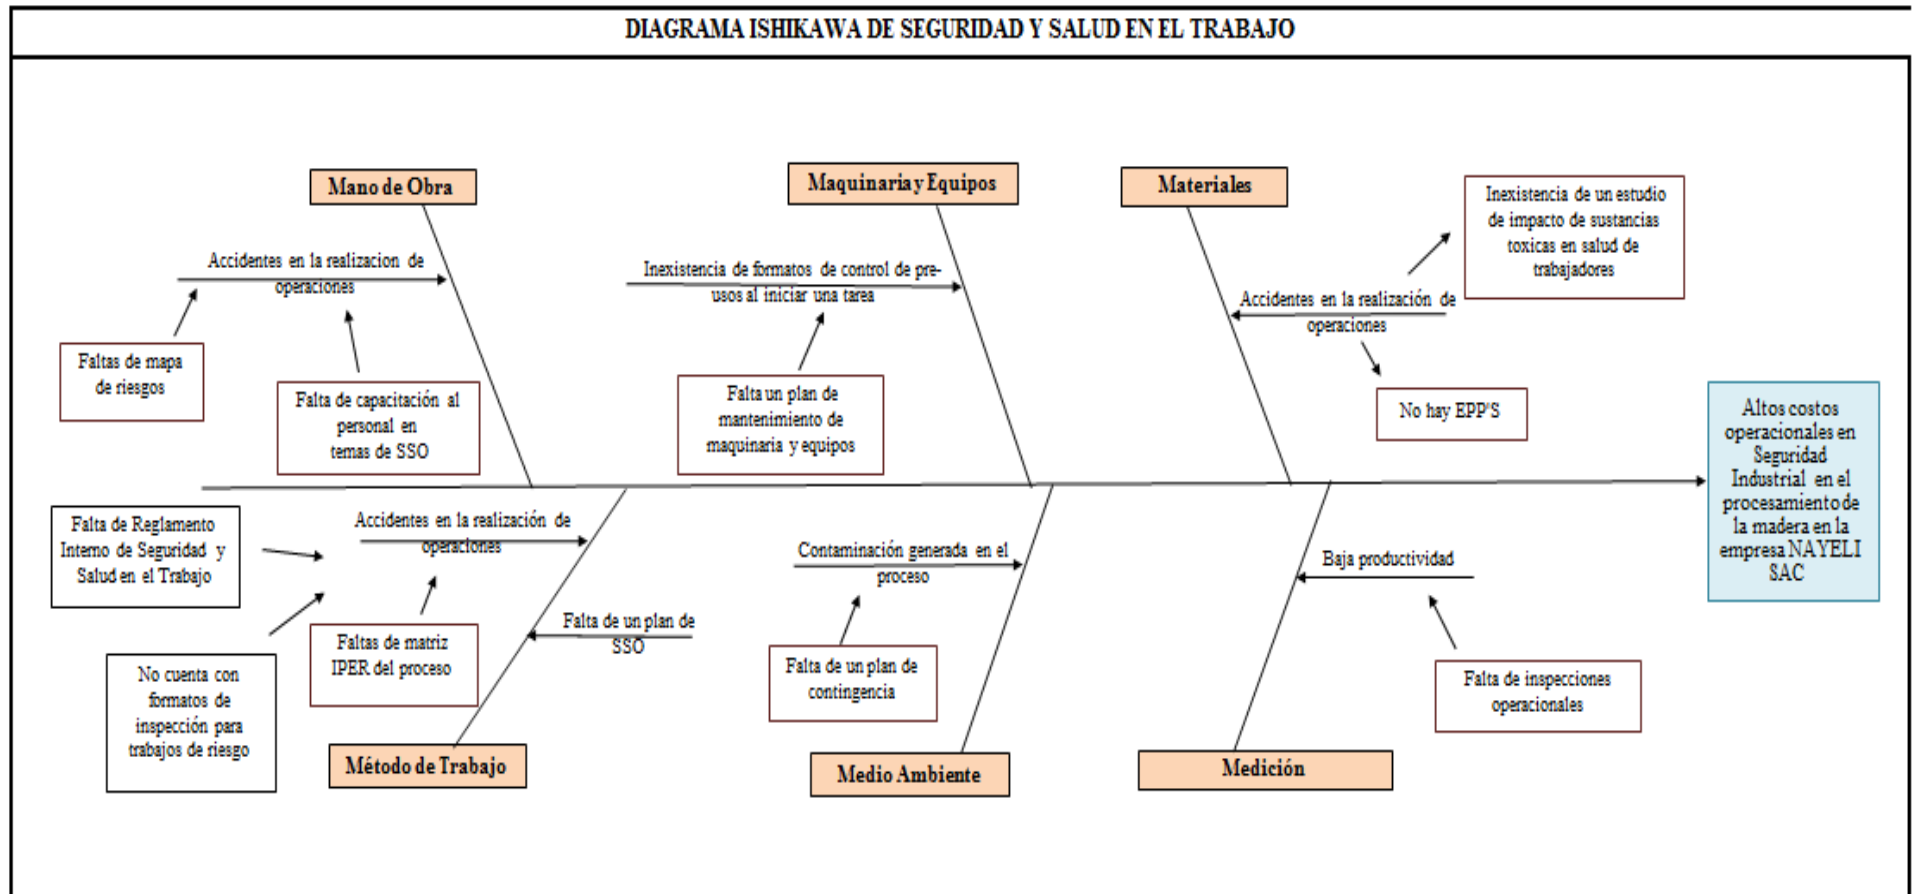 DIAGRAMA ISHIKAWA DE SEGURIDAD Y SALUD EN EL TRABAJO
Mano de Obra
Maquinaria y Equipos
Materiales
Inexistencia de un estudio
de impacto de sustancias
toxicas en salud de
trabajadores
Accidentes en la realizacion de
operaciones
Inexistencia de formatos de control de pre-
usos al iniciar una tarea
Accidentes en la realización de
operaciones
Faltas de mapa
de riesgos
Falta de capacitación al
personal en
temas de SSO
Falta un plan de
mantenimiento de
maquinaria y equipos
No hay EPP'S
Altos costos
operacionales en
Seguridad
Industrial en el
procesamiento de
la madera en la
empresa NAYELI
SAC
Falta de Reglamento
Interno de Seguridad y
Salud en el Trabajo
Accidentes en la realización de
operaciones
Contaminación generada en el
proceso
Baja productividad
Falta de un plan de
SSO
Faltas de matriz
IPER del proceso
No cuenta con
formatos de
inspección para
trabajos de riesgo
Falta de un plan de
contingencia
Falta de inspecciones
operacionales
Método de Trabajo
Medio Ambiente
Medición